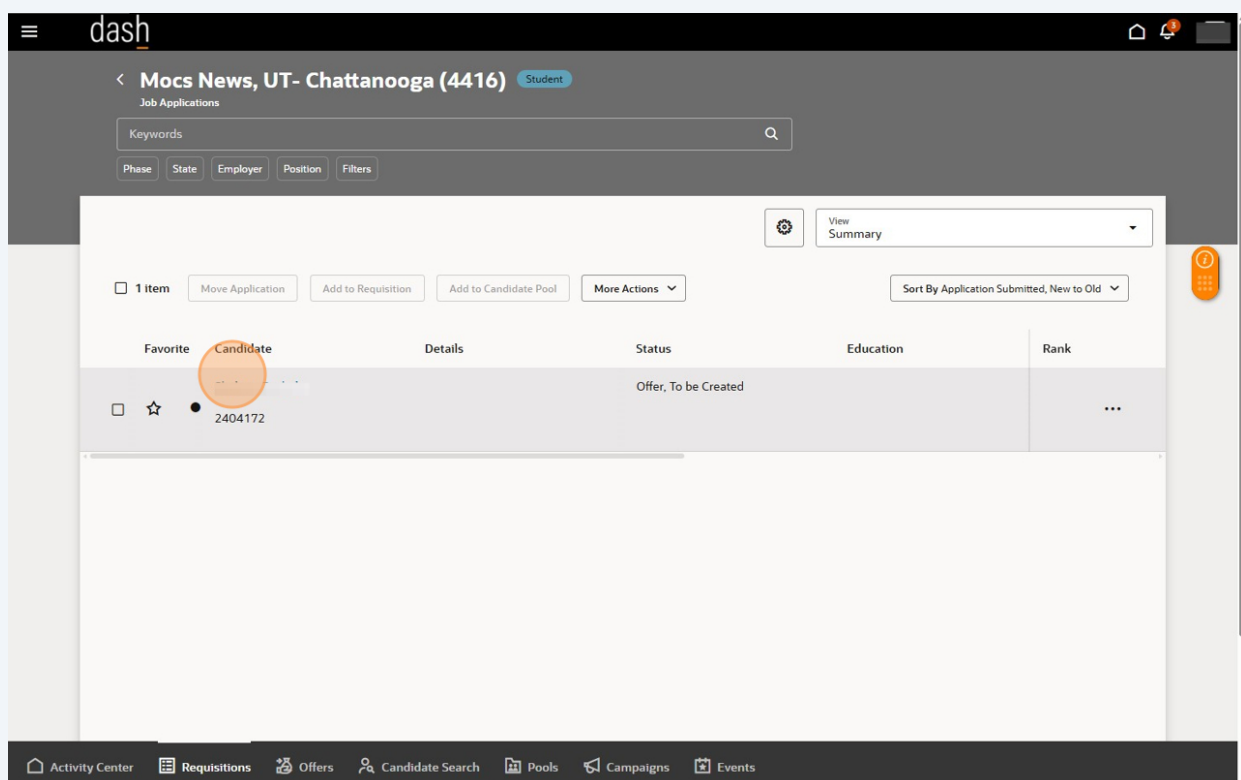 dash
3
Mocs News, UT- Chattanooga (4416) Student
Job Applications
Keywords
Phase State Employer Position Filters
View
Summary
1 item Move Application Add to Requisition Add to Candidate Pool More Actions Sort By Application Submitted, New to Old
Favorite Candidate Details Status Education Rank
Offer, To be Created
2404172
Activity Center Requisitions Offers Candidate Search Pools Campaigns Events